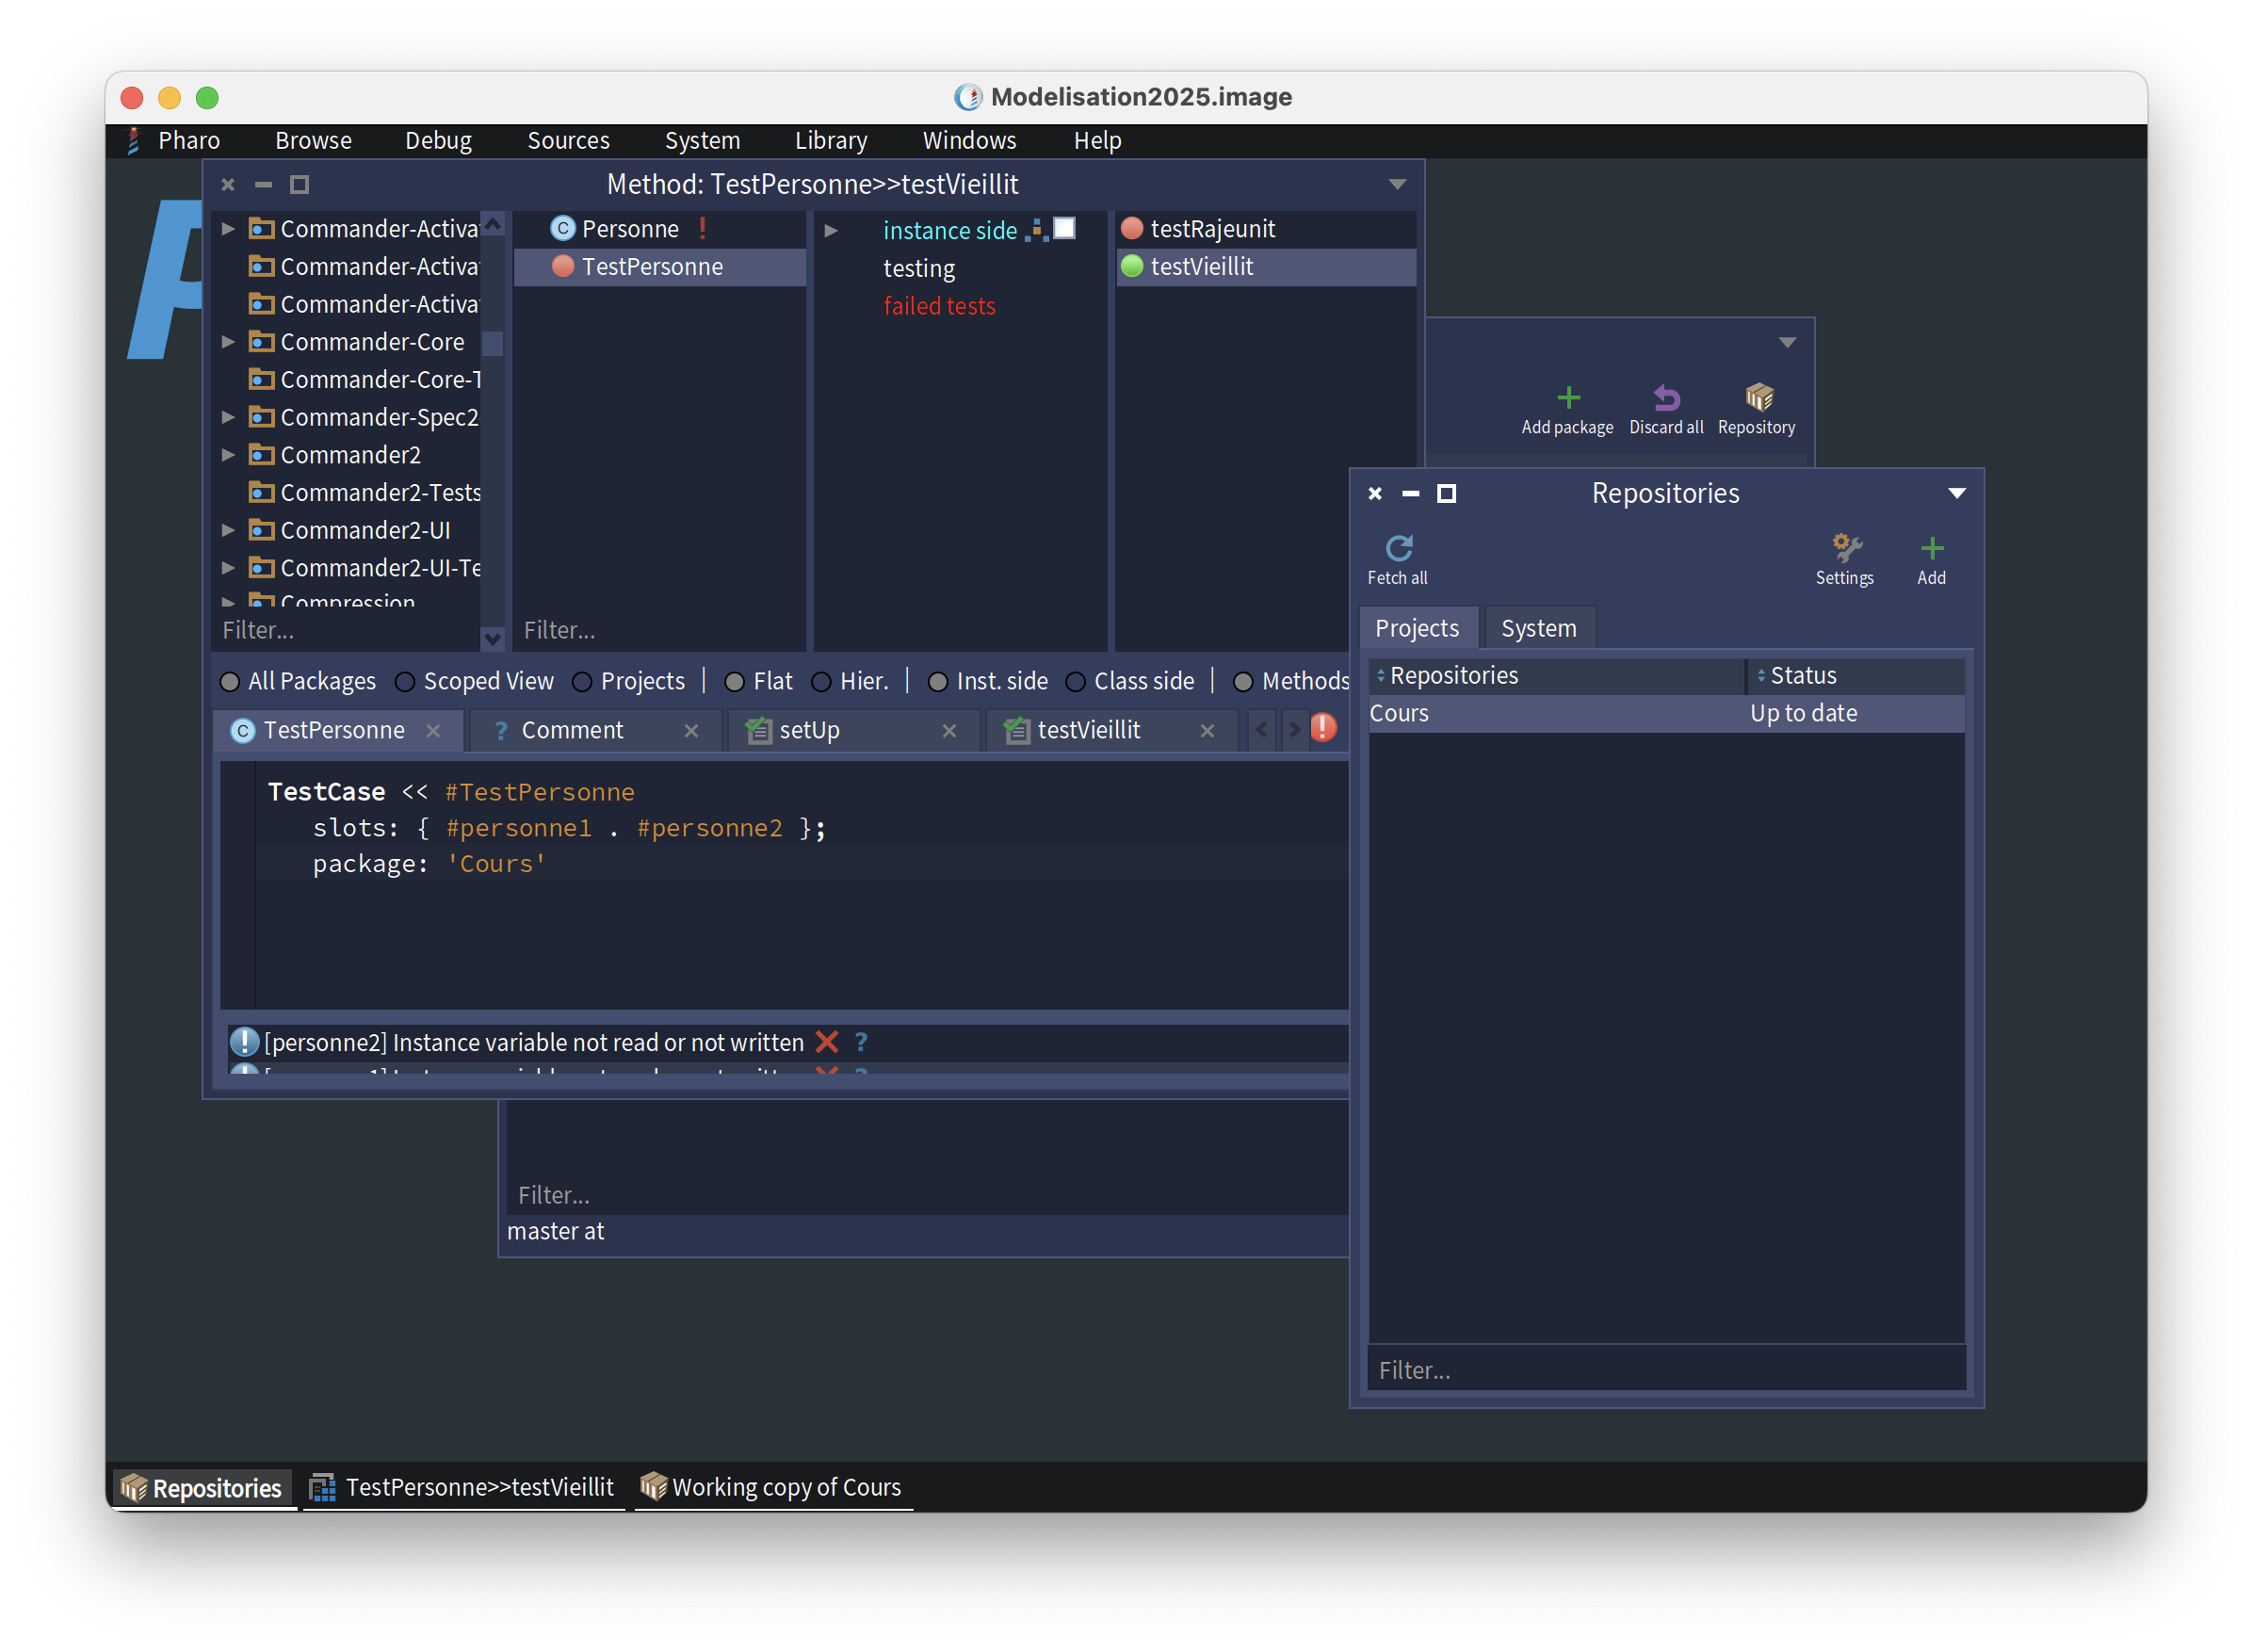 Modelisation2025.image
Pharo Browse Debug Sources System Library Windows Help
Method: TestPersonne>>testVieillit
Commander-Activa
Commander-Activa
Commander-Activa
Commander-Core
Commander-Core-T
Commander-Spec2
Commander2
Commander2-Tests
Commander2-UI
Commander2-UI-Te
Compression
Filter...
Personne
TestPersonne
Filter...
instance side
testing
failed tests
testRajeunit
testVieillit
All Packages Scoped View Projects | Flat Hier. | Inst. side Class side | Methods
TestPersonne ? Comment setUp testVieillit
TestCase << #TestPersonne
slots: { #personne1 . #personne2 };
package: 'Cours'
[personne2] Instance variable not read or not written ?
Add package Discard all Repository
Filter...
master at
Repositories
Fetch all Settings Add
Projects System
Repositories Status
Cours Up to date
Filter...
Repositories TestPersonne>>testVieillit Working copy of Cours